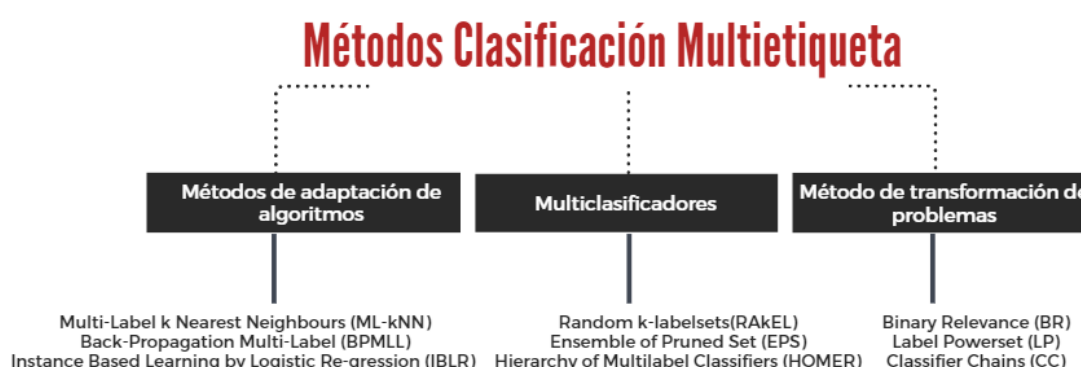 Métodos Clasificación Multietiqueta
Métodos de adaptación de
algoritmos
Multiclasificadores
Método de transformación de
problemas
Multi-Label k Nearest Neighbours (ML-kNN)
Back-Propagation Multi-Label (BPMLL)
Instance Based Learning by Logistic Re-gression (IBLR)
Random k-labelsets(RAkEL)
Ensemble of Pruned Set (EPS)
Hierarchy of Multilabel Classifiers (HOMER)
Binary Relevance (BR)
Label Powerset (LP)
Classifier Chains (CC)